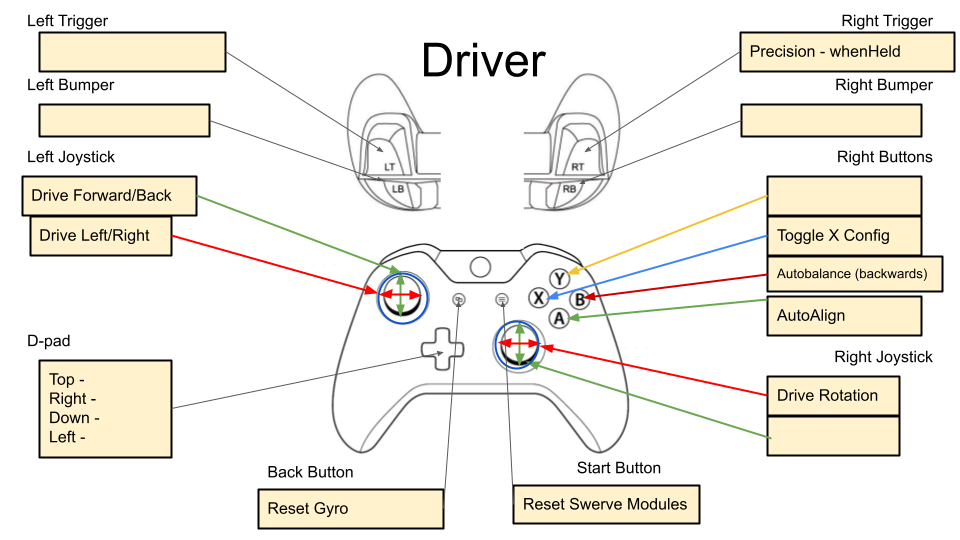 Driver
Left Trigger
Right Trigger
Precision - whenHeld
Left Bumper
Right Bumper
LT
RT
LB
RB
Left Joystick
Drive Forward/Back
Drive Left/Right
Right Buttons
Toggle X Config
Autobalance (backwards)
AutoAlign
Y
X
B
A
D-pad
Top -
Right -
Down -
Left -
Right Joystick
Drive Rotation
Back Button
Reset Gyro
Start Button
Reset Swerve Modules